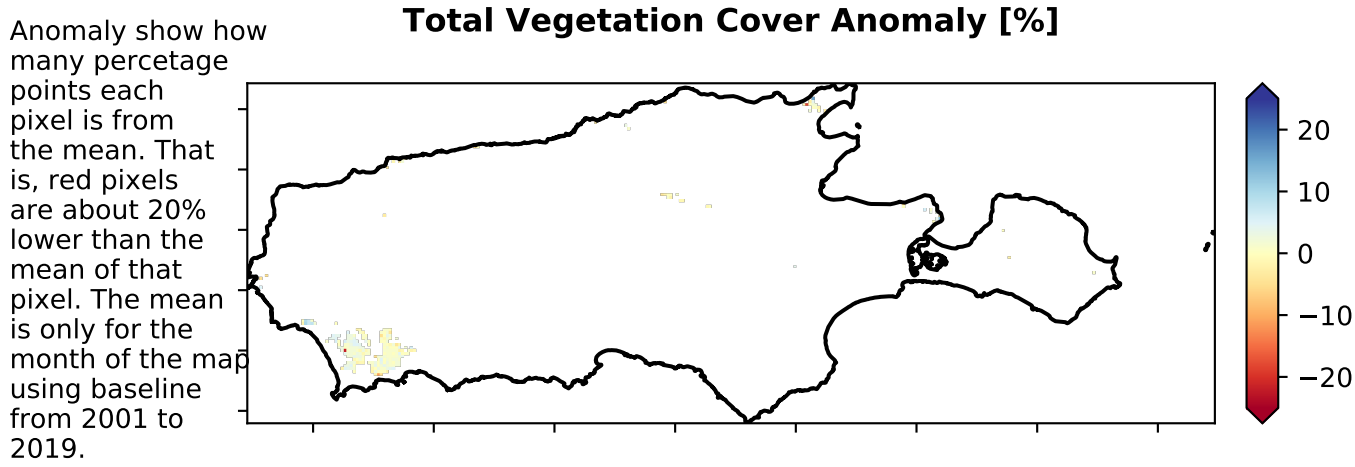 Total Vegetation Cover Anomaly [%]
Anomaly show how
many percetage
points each
pixel is from
the mean. That
is, red pixels
are about 20%
lower than the
mean of that
pixel. The mean
is only for the
month of the map
using baseline
from 2001 to
2019.
20
10
0
−10
−20